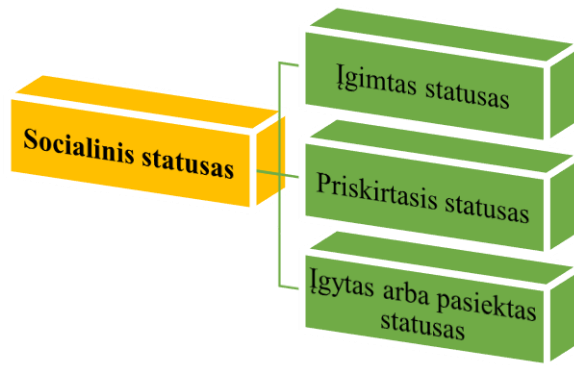 Socialinis statusas
Įgimtas statusas
Priskirtasis statusas
Įgytas arba pasiektas
statusas